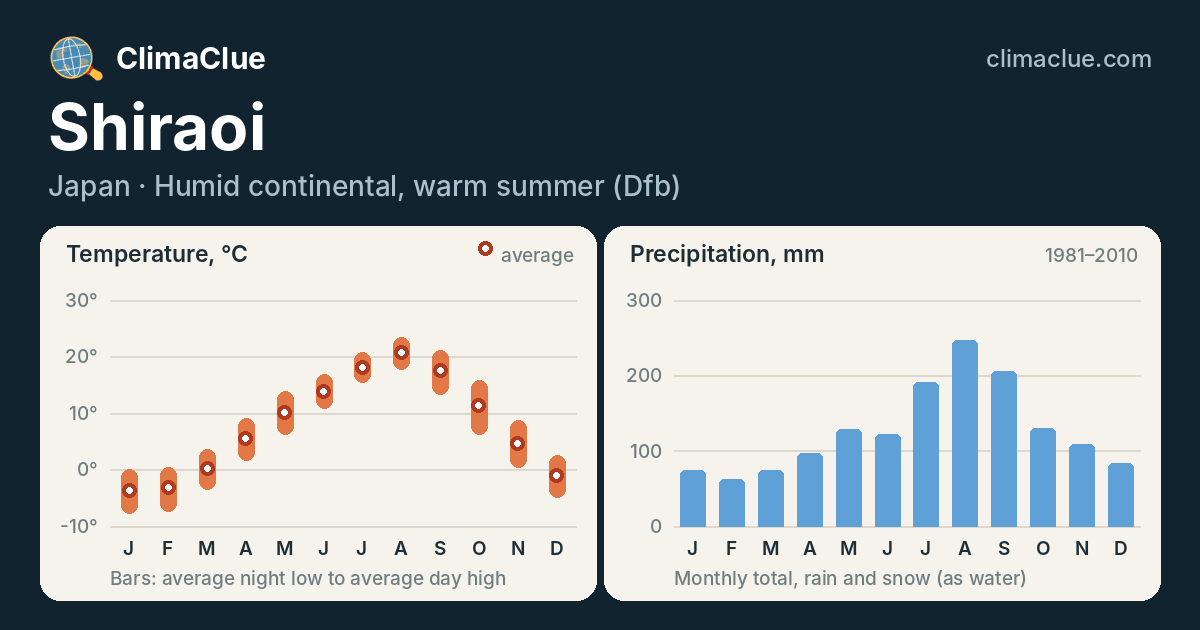 ClimaClue
climaclue.com
Shiraoi
Japan · Humid continental, warm summer (Dfb)
Temperature, °C
average
30°
20°
10°
0°
-10°
J F M A M J J A S O N D
Bars: average night low to average day high
Precipitation, mm
1981–2010
300
200
100
0
J F M A M J J A S O N D
Monthly total, rain and snow (as water)